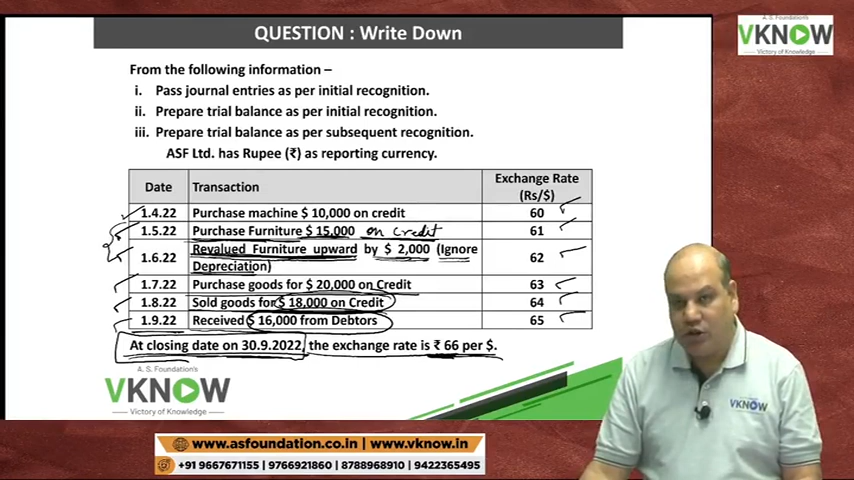 QUESTION : Write Down
A. S. Foundation's
VKNOW
Victory of Knowledge
From the following information –
i. Pass journal entries as per initial recognition.
ii. Prepare trial balance as per initial recognition.
iii. Prepare trial balance as per subsequent recognition.
ASF Ltd. has Rupee (₹) as reporting currency.
Date Transaction Exchange Rate (Rs/$)
1.4.22 Purchase machine $ 10,000 on credit 60
1.5.22 Purchase Furniture $ 15,000 on credit 61
1.6.22 Revalued Furniture upward by $ 2,000 (Ignore Depreciation) 62
1.7.22 Purchase goods for $ 20,000 on Credit 63
1.8.22 Sold goods for $ 18,000 on Credit 64
1.9.22 Received $ 16,000 from Debtors 65
At closing date on 30.9.2022, the exchange rate is ₹ 66 per $.
A. S. Foundation's
VKNOW
Victory of Knowledge
VKNOW
www.asfoundation.co.in | www.vknow.in
+91 9667671155 | 9766921860 | 8788968910 | 9422365495